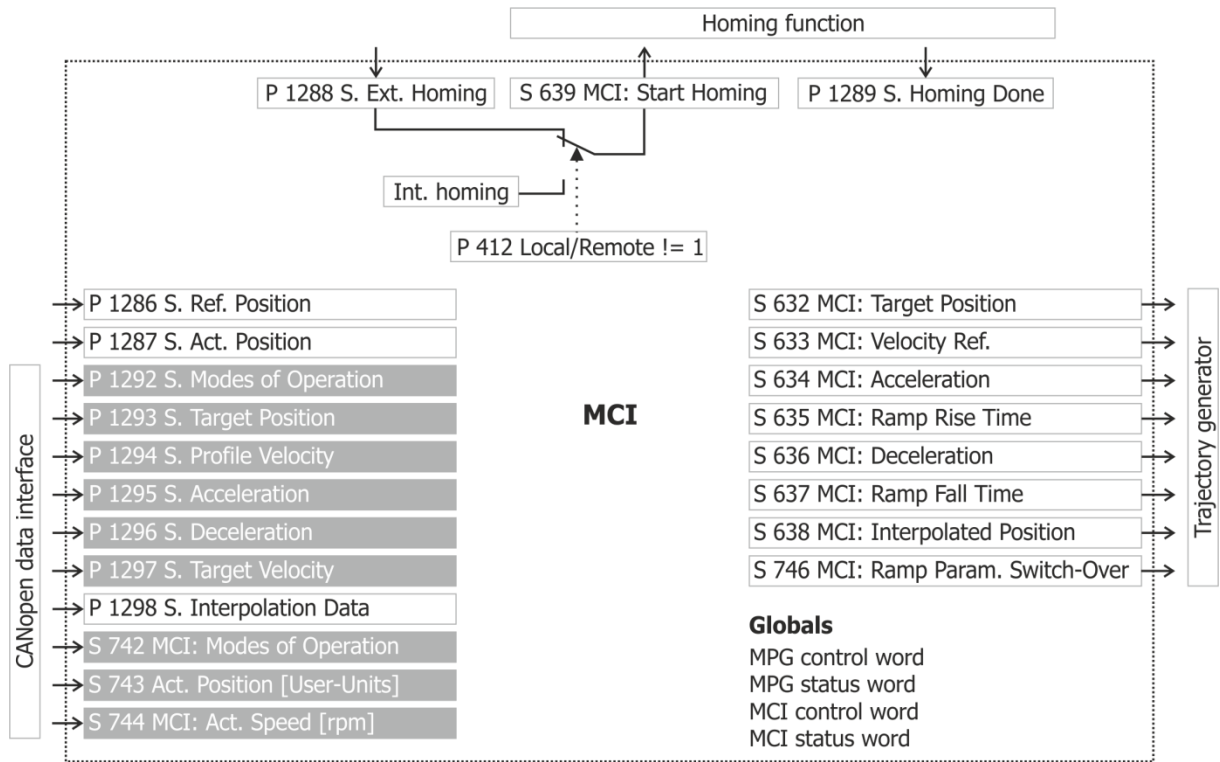 Homing function
P 1288 S. Ext. Homing
S 639 MCI: Start Homing
P 1289 S. Homing Done
Int. homing
P 412 Local/Remote != 1
CANopen data interface
P 1286 S. Ref. Position
P 1287 S. Act. Position
P 1292 S. Modes of Operation
P 1293 S. Target Position
P 1294 S. Profile Velocity
P 1295 S. Acceleration
P 1296 S. Deceleration
P 1297 S. Target Velocity
P 1298 S. Interpolation Data
S 742 MCI: Modes of Operation
S 743 Act. Position [User-Units]
S 744 MCI: Act. Speed [rpm]
MCI
S 632 MCI: Target Position
S 633 MCI: Velocity Ref.
S 634 MCI: Acceleration
S 635 MCI: Ramp Rise Time
S 636 MCI: Deceleration
S 637 MCI: Ramp Fall Time
S 638 MCI: Interpolated Position
S 746 MCI: Ramp Param. Switch-Over
Trajectory generator
Globals
MPG control word
MPG status word
MCI control word
MCI status word